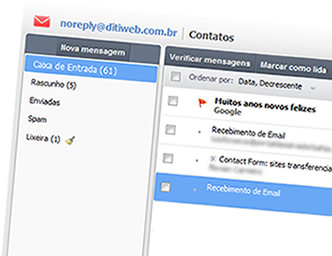 noreply@ditiweb.com.br | Contatos
Nova mensagem
Caixa de Entrada (61)
Rascunho (5)
Enviadas
Spam
Lixeira (1)
Verificar mensagens
Marcar como lida
Ordenar por: Data, Decrescente
Muitos anos novos felizes
Google
Recebimento de Email
> Contact Form: sites transferencia
Recebimento de Email